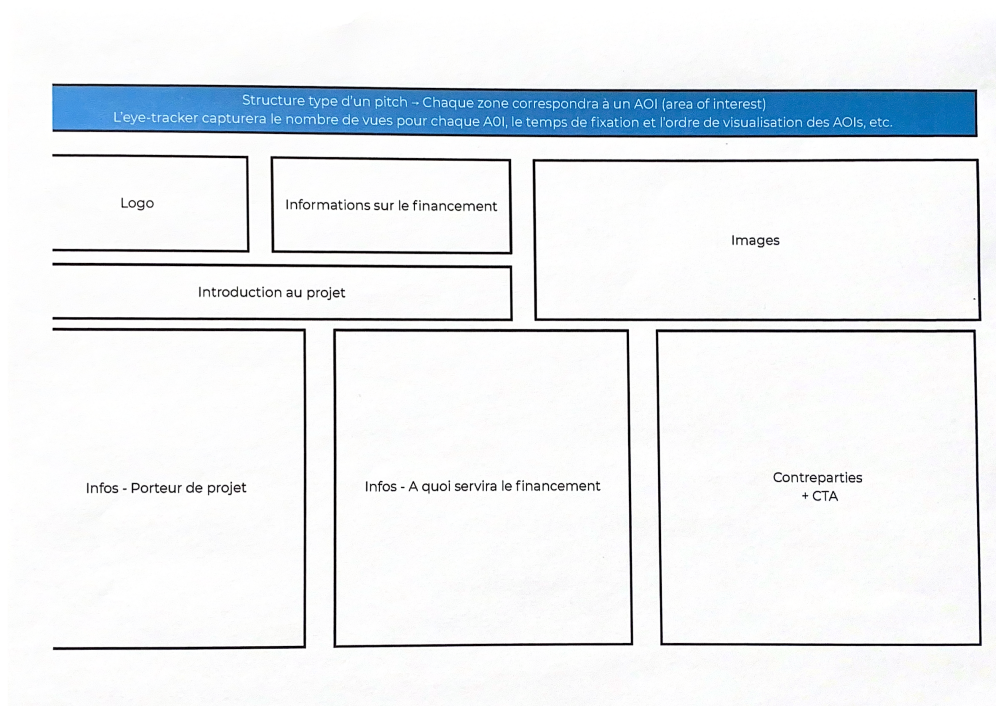 Structure type d'un pitch → Chaque zone correspondra à un AOI (area of interest)
L'eye-tracker capturera le nombre de vues pour chaque AOI, le temps de fixation et l'ordre de visualisation des AOIs, etc.
Logo
Informations sur le financement
Images
Introduction au projet
Infos - Porteur de projet
Infos - A quoi servira le financement
Contreparties
+ CTA